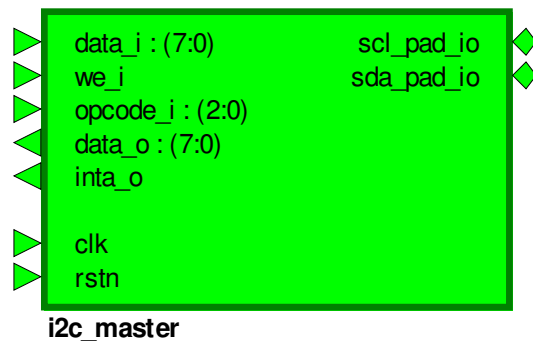 data_i : (7:0) scl_pad_io
we_i sda_pad_io
opcode_i : (2:0)
data_o : (7:0)
inta_o
clk
rstn
i2c_master